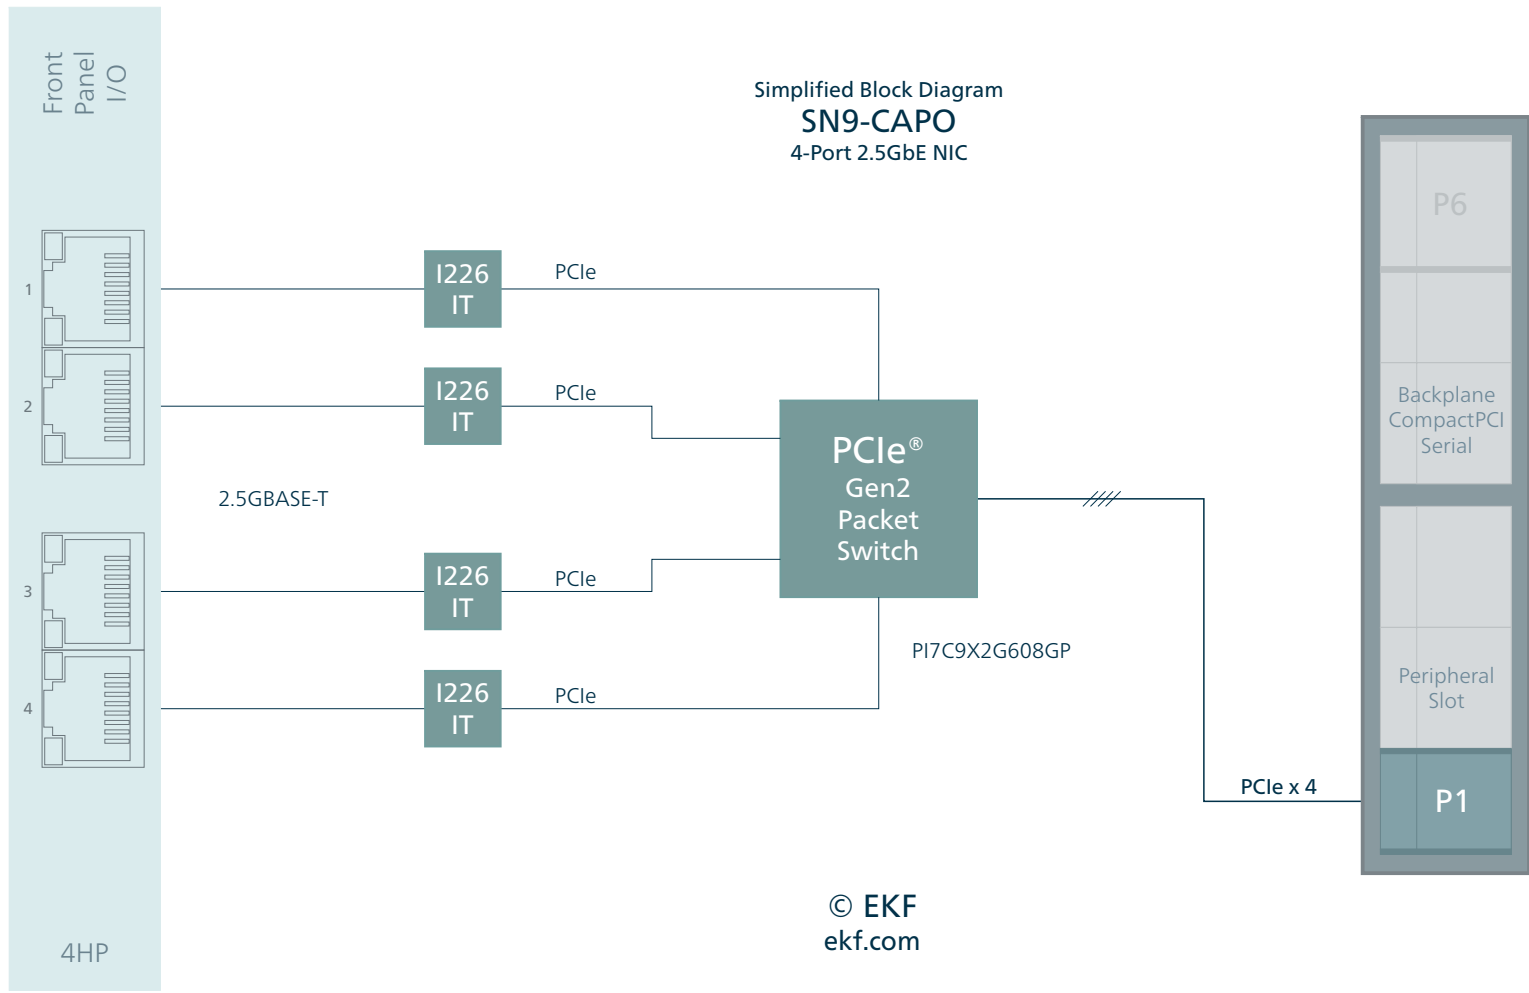 Front
Panel
I/O
Simplified Block Diagram
SN9-CAPO
4-Port 2.5GbE NIC
P6
1
I226
IT
PCIe
2
I226
IT
PCIe
Backplane
CompactPCI
Serial
PCIe®
Gen2
Packet
Switch
2.5GBASE-T
3
I226
IT
PCIe
PI7C9X2G608GP
4
I226
IT
PCIe
Peripheral
Slot
PCIe x 4
P1
© EKF
ekf.com
4HP